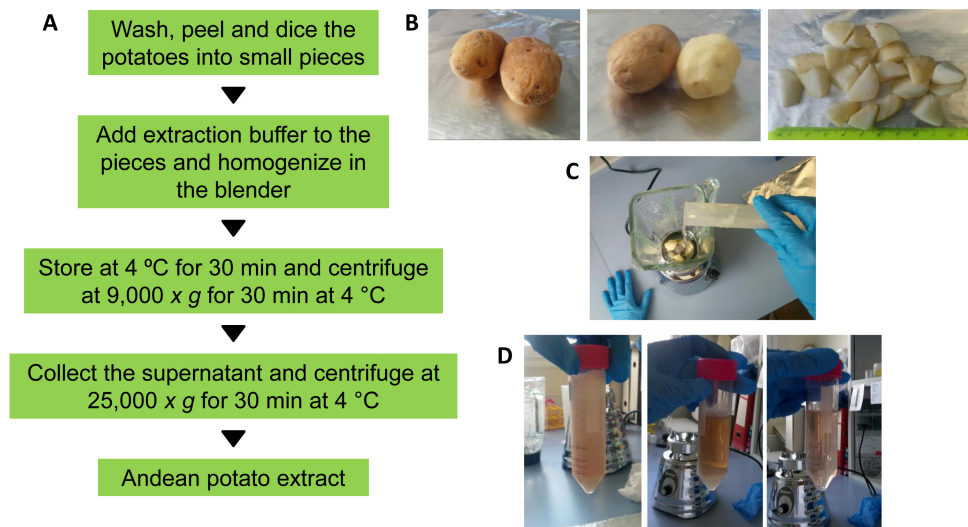 A
Wash, peel and dice the
potatoes into small pieces
Add extraction buffer to the
pieces and homogenize in
the blender
Store at 4 ºC for 30 min and centrifuge
at 9,000 x g for 30 min at 4 °C
Collect the supernatant and centrifuge at
25,000 x g for 30 min at 4 °C
Andean potato extract
B
C
D